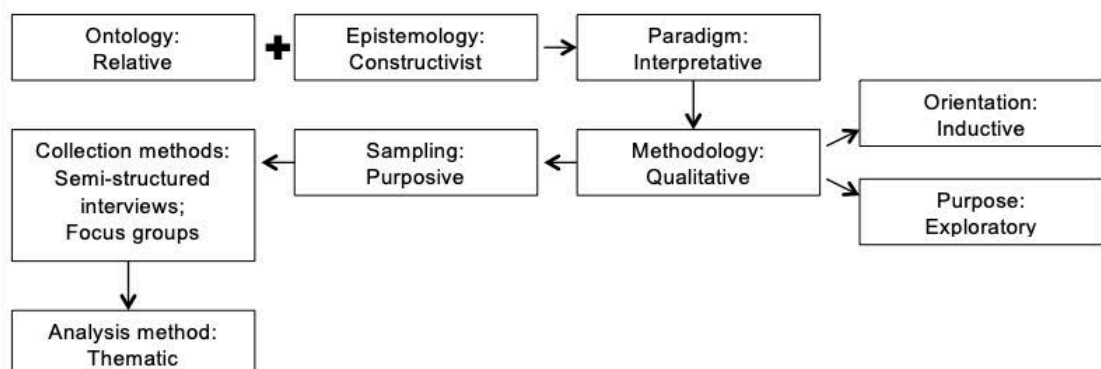 Ontology:
Relative
Epistemology:
Constructivist
Paradigm:
Interpretative
Orientation:
Inductive
Collection methods:
Semi-structured
interviews;
Focus groups
Sampling:
Purposive
Methodology:
Qualitative
Purpose:
Exploratory
Analysis method:
Thematic